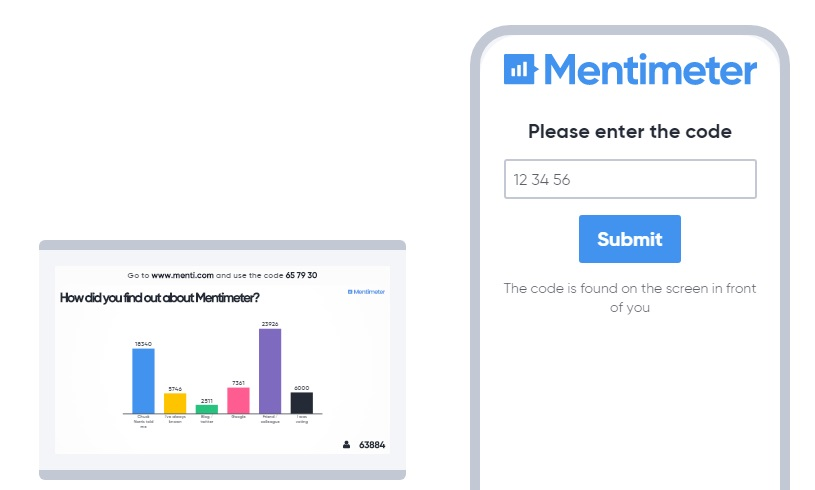 Mentimeter
Please enter the code
12 34 56
Submit
The code is found on the screen in front
of you
Go to www.menti.com and use the code 65 79 30
How did you find out about Mentimeter?
Mentimeter
18340
5746
2511
7361
23926
6000
Chuck
Norris told
me
I've always
known
Blog /
twitter
Google
Friend /
colleague
I was
voting
63884